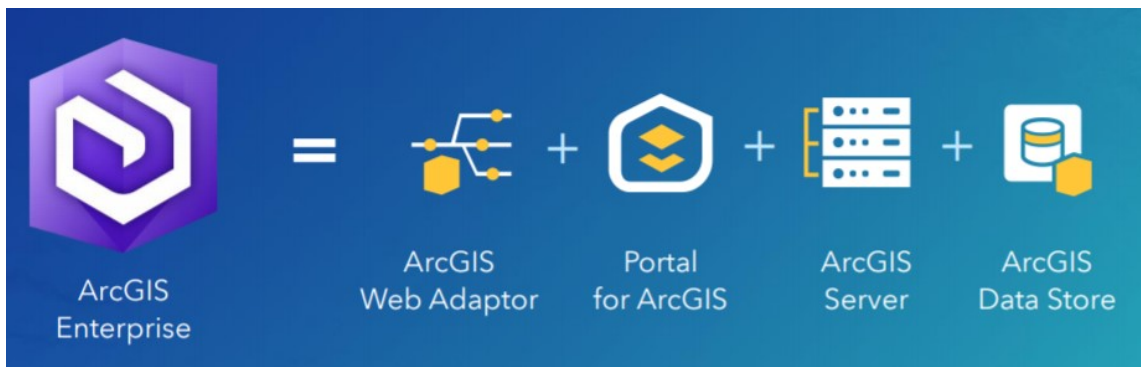 =
+
+
+
ArcGIS
Enterprise
ArcGIS
Web Adaptor
Portal
for ArcGIS
ArcGIS
Server
ArcGIS
Data Store